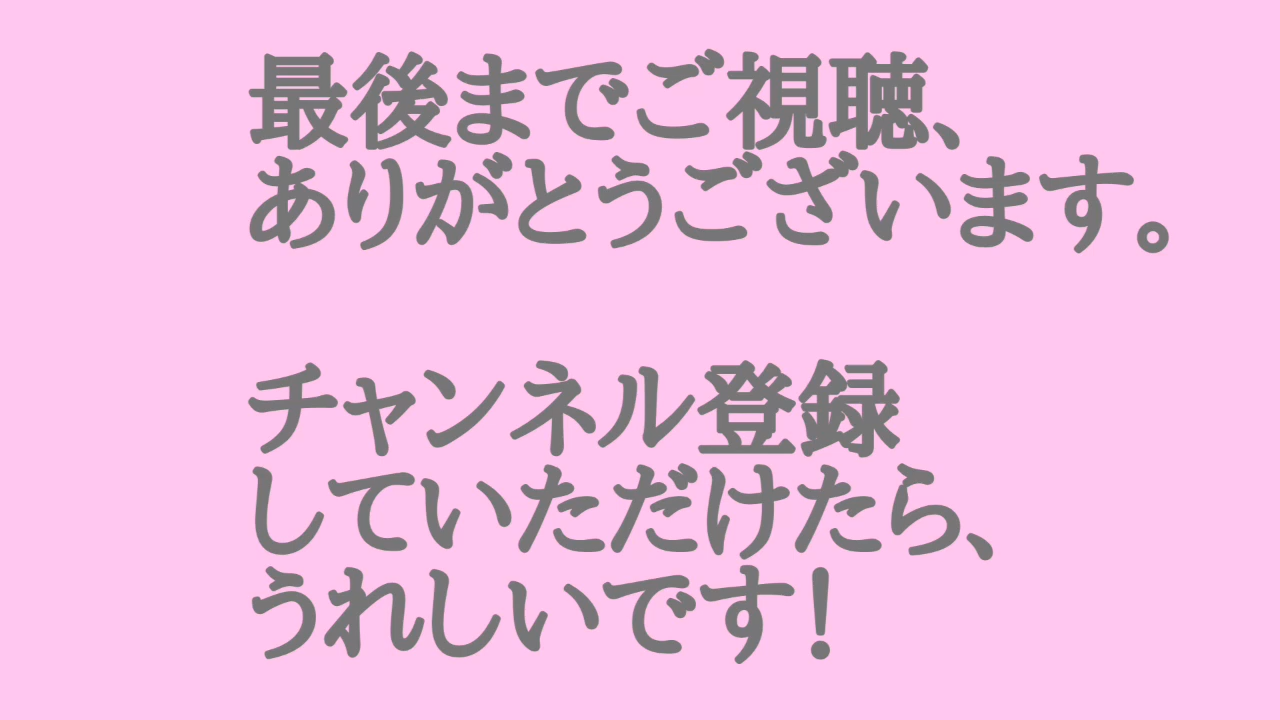 最後までご視聴、
ありがとうございます。
チャンネル登録
していただけたら、
うれしいです！